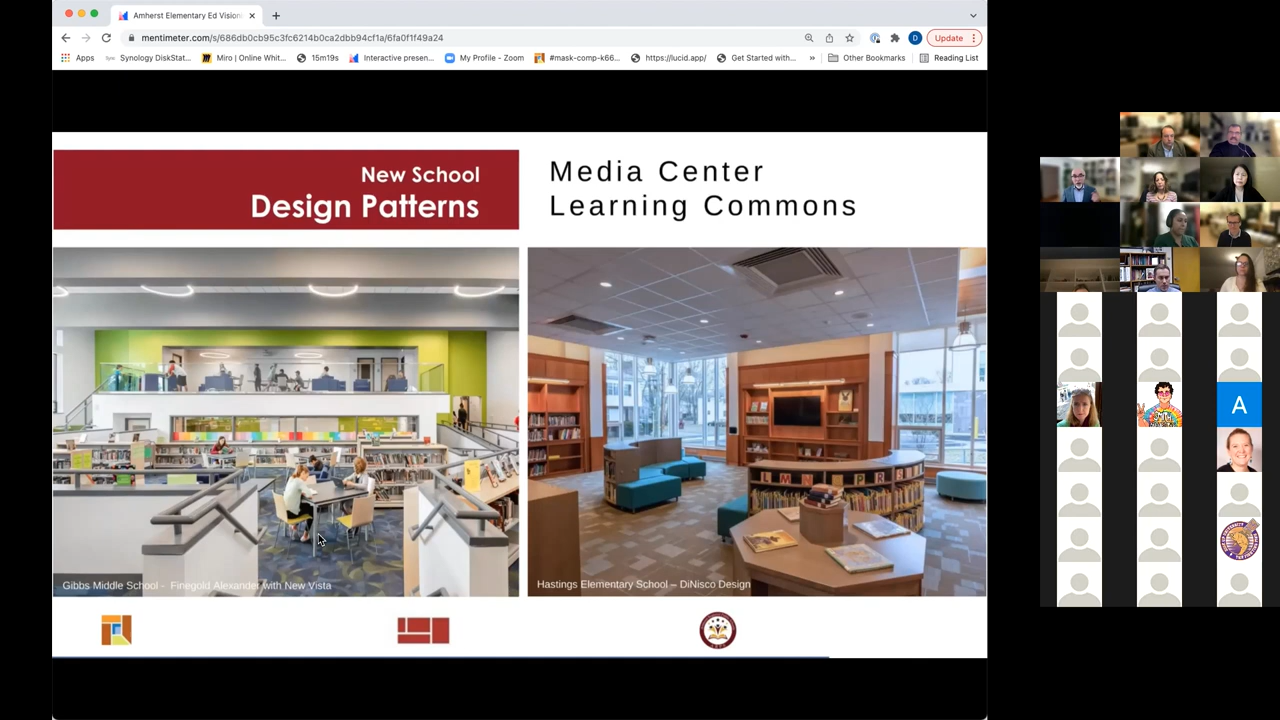 Amherst Elementary Ed Vision
mentimeter.com/s/686db0cb95c3fc6214b0ca2dbb94cf1a/6fa0f1f49a24
Update
Apps
Synology DiskStat...
Miro | Online Whit...
15m19s
Interactive presen...
My Profile - Zoom
#mask-comp-k66...
https://lucid.app/
Get Started with...
»
Other Bookmarks
Reading List
New School
Design Patterns
Media Center
Learning Commons
L M N O P R
Gibbs Middle School - Finegold Alexander with New Vista
Hastings Elementary School – DiNisco Design
D
A